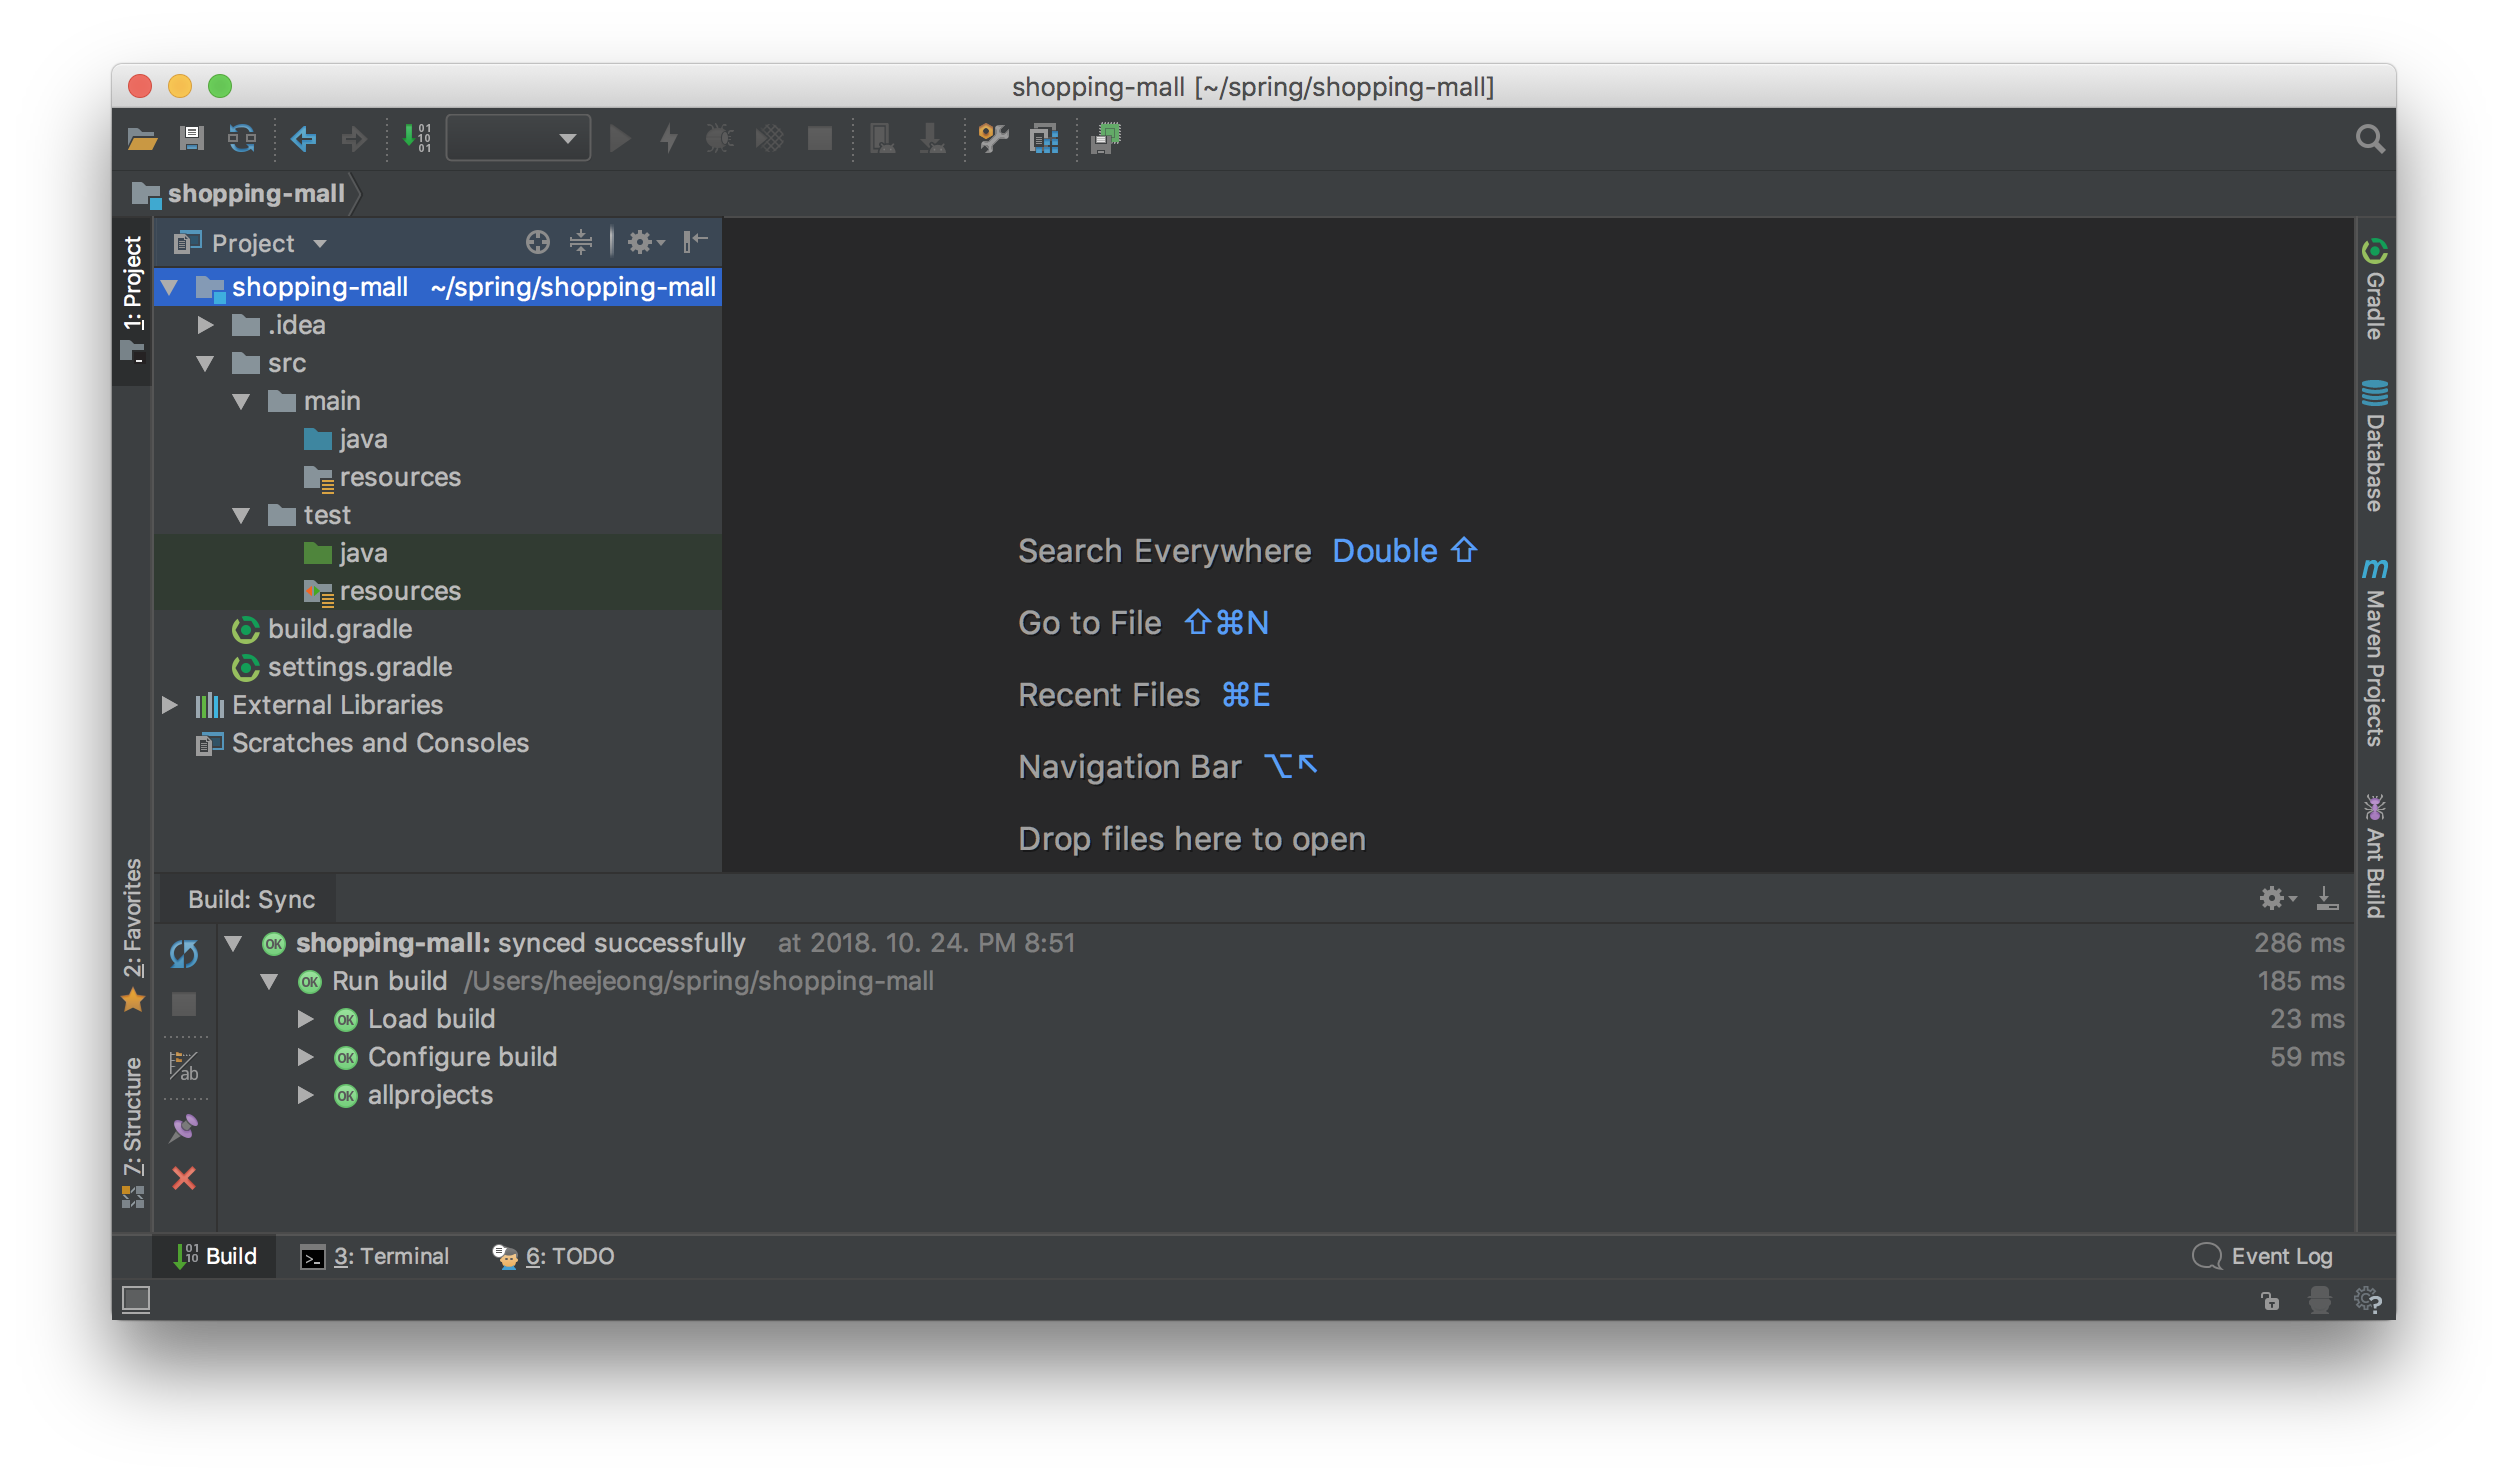 shopping-mall [~/spring/shopping-mall]
shopping-mall
1: Project
Project
shopping-mall ~/spring/shopping-mall
.idea
src
main
java
resources
test
java
resources
build.gradle
settings.gradle
External Libraries
Scratches and Consoles
Search Everywhere Double ⇧
Go to File ⇧⌘N
Recent Files ⌘E
Navigation Bar ⌥↖
Drop files here to open
Gradle
Database
Maven Projects
Ant Build
2: Favorites
7: Structure
Build: Sync
shopping-mall: synced successfully at 2018. 10. 24. PM 8:51 286 ms
Run build /Users/heejeong/spring/shopping-mall 185 ms
Load build 23 ms
Configure build 59 ms
allprojects
Build
3: Terminal
6: TODO
Event Log